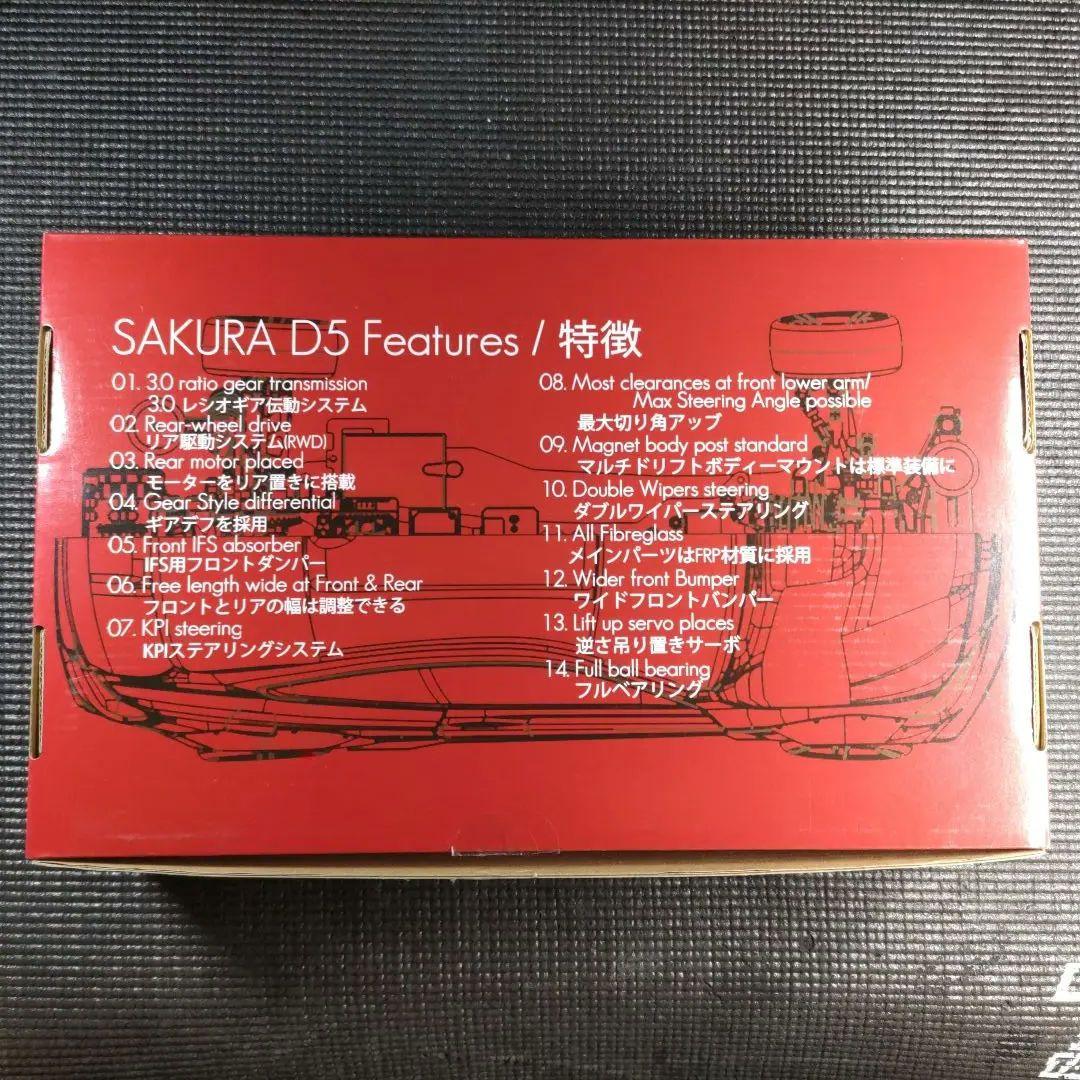 SAKURA D5 Features / 特徴
01. 3.0 ratio gear transmission
3.0 レシオギア伝動システム
02. Rear-wheel drive
リア駆動システム(RWD)
03. Rear motor placed
モーターをリア置きに搭載
04. Gear Style differential
ギアデフを採用
05. Front IFS absorber
IFS用フロントダンパー
06. Free length wide at Front & Rear
フロントとリアの幅は調整できる
07. KPI steering
KPIステアリングシステム
08. Most clearances at front lower arm/
Max Steering Angle possible
最大切り角アップ
09. Magnet body post standard
マルチドリフトボディーマウントは標準装備に
10. Double Wipers steering
ダブルワイパーステアリング
11. All Fibreglass
メインパーツはFRP材質に採用
12. Wider front Bumper
ワイドフロントバンパー
13. Lift up servo places
逆さ吊り置きサーボ
14. Full ball bearing
フルベアリング